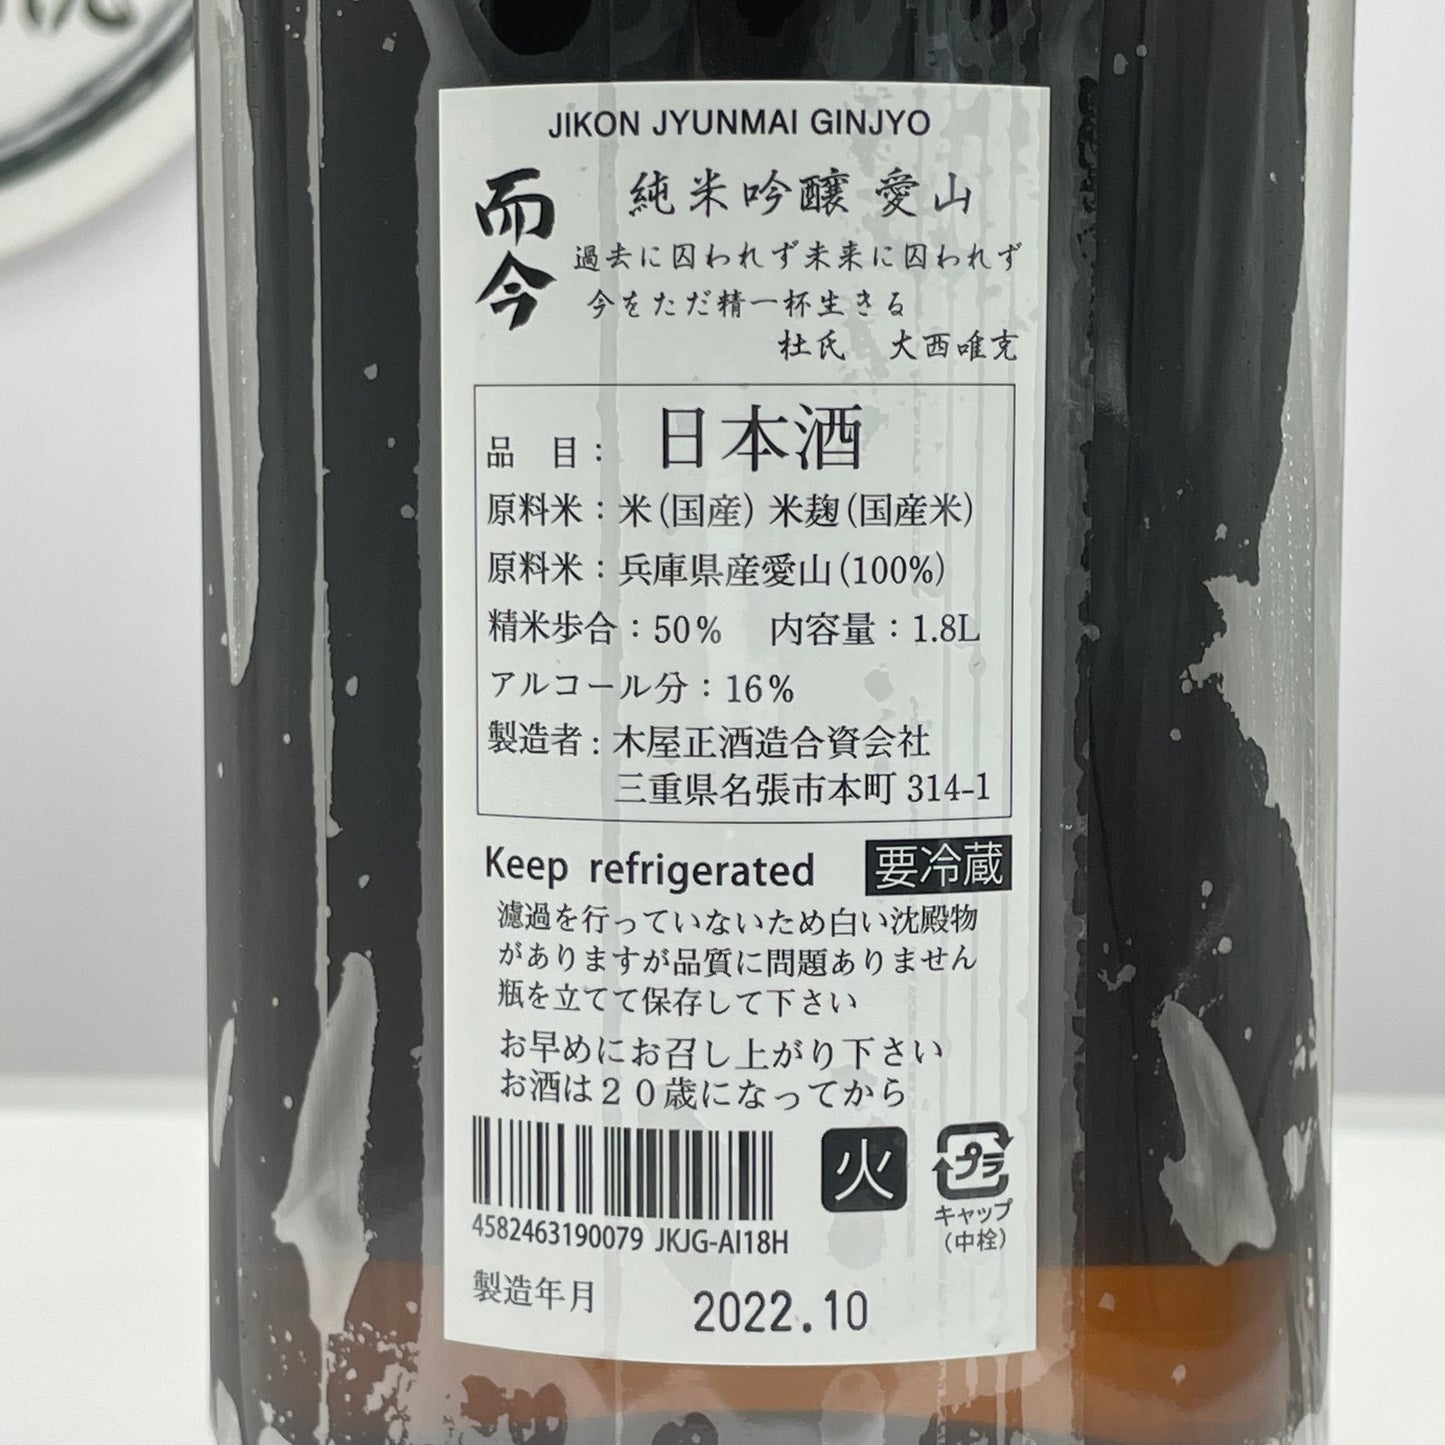 JIKON JYUNMAI GINJYO
而今
純米吟醸 愛山
過去に囚われず未来に囚われず
今をただ精一杯生きる
杜氏 大西唯克
品 目： 日本酒
原料米：米(国産) 米麹(国産米)
原料米：兵庫県産愛山(100%)
精米歩合：50% 内容量：1.8L
アルコール分：16%
製造者：木屋正酒造合資会社
三重県名張市本町 314-1
Keep refrigerated 要冷蔵
濾過を行っていないため白い沈殿物
がありますが品質に問題ありません
瓶を立てて保存して下さい
お早めにお召し上がり下さい
お酒は２０歳になってから
火
プラ
キャップ
(中栓)
4582463190079 JKJG-AI18H
製造年月 2022.10